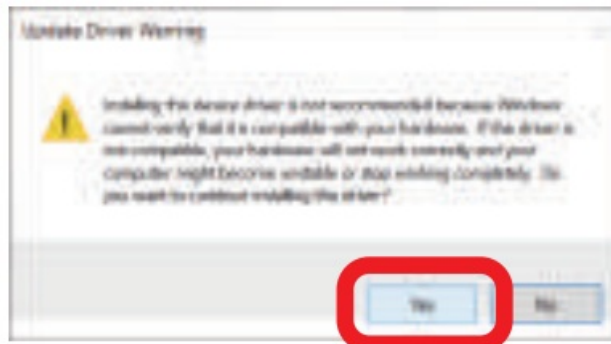 Update Driver Warning
Installing this device driver is not recommended because Windows
cannot verify that it is compatible with your hardware. If the driver is
not compatible, your hardware will not work correctly and your
computer might become unstable or stop working completely. Do
you want to continue installing this driver?
Yes
No